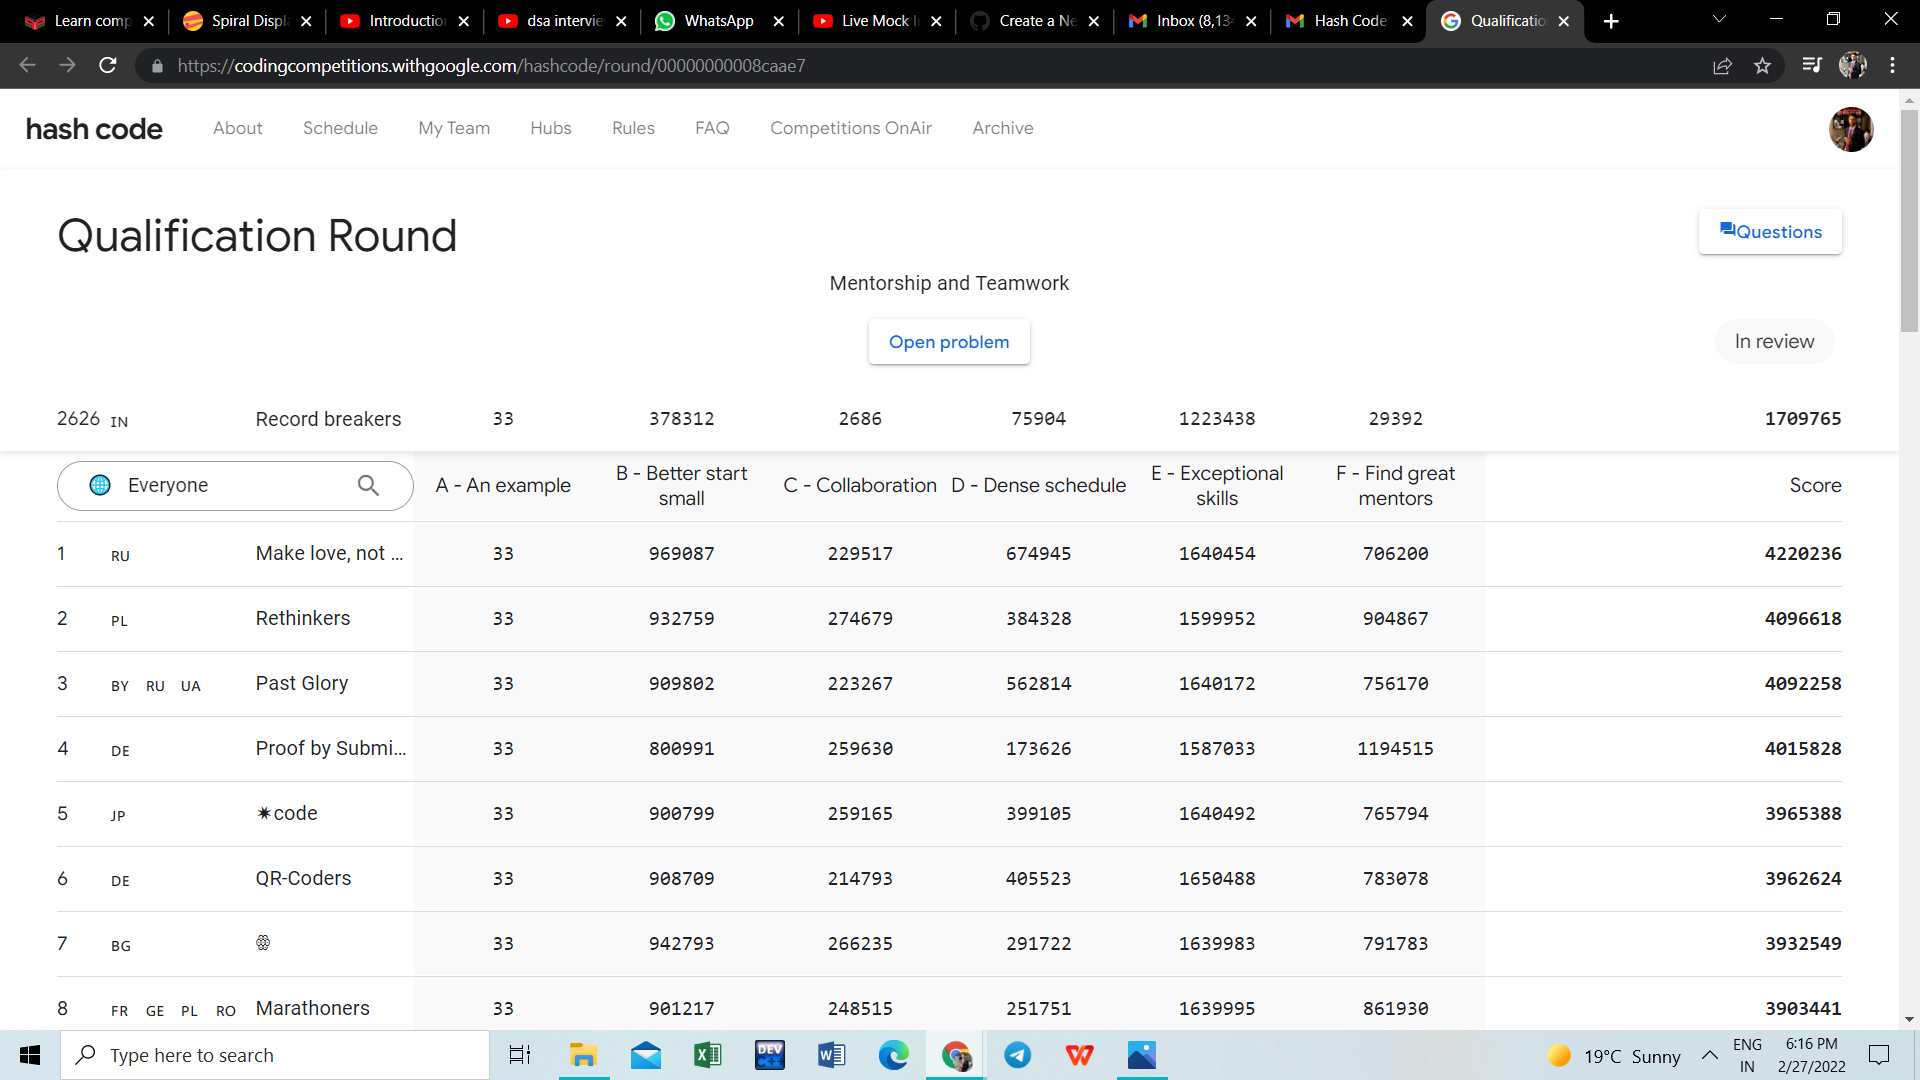 Learn comp
Spiral Displ
Introduction
dsa intervie
WhatsApp
Live Mock I
Create a Ne
Inbox (8,134
Hash Code
Qualificatio
https://codingcompetitions.withgoogle.com/hashcode/round/00000000008caae7
hash code About Schedule My Team Hubs Rules FAQ Competitions OnAir Archive
Qualification Round
Questions
Mentorship and Teamwork
Open problem
In review
2626 IN Record breakers 33 378312 2686 75904 1223438 29392 1709765
Everyone A - An example B - Better start small C - Collaboration D - Dense schedule E - Exceptional skills F - Find great mentors Score
1 RU Make love, not ... 33 969087 229517 674945 1640454 706200 4220236
2 PL Rethinkers 33 932759 274679 384328 1599952 904867 4096618
3 BY RU UA Past Glory 33 909802 223267 562814 1640172 756170 4092258
4 DE Proof by Submi... 33 800991 259630 173626 1587033 1194515 4015828
5 JP ✷code 33 900799 259165 399105 1640492 765794 3965388
6 DE QR-Coders 33 908709 214793 405523 1650488 783078 3962624
7 BG 33 942793 266235 291722 1639983 791783 3932549
8 FR GE PL RO Marathoners 33 901217 248515 251751 1639995 861930 3903441
Type here to search
DEV
C++
19°C Sunny
ENG
IN
6:16 PM
2/27/2022